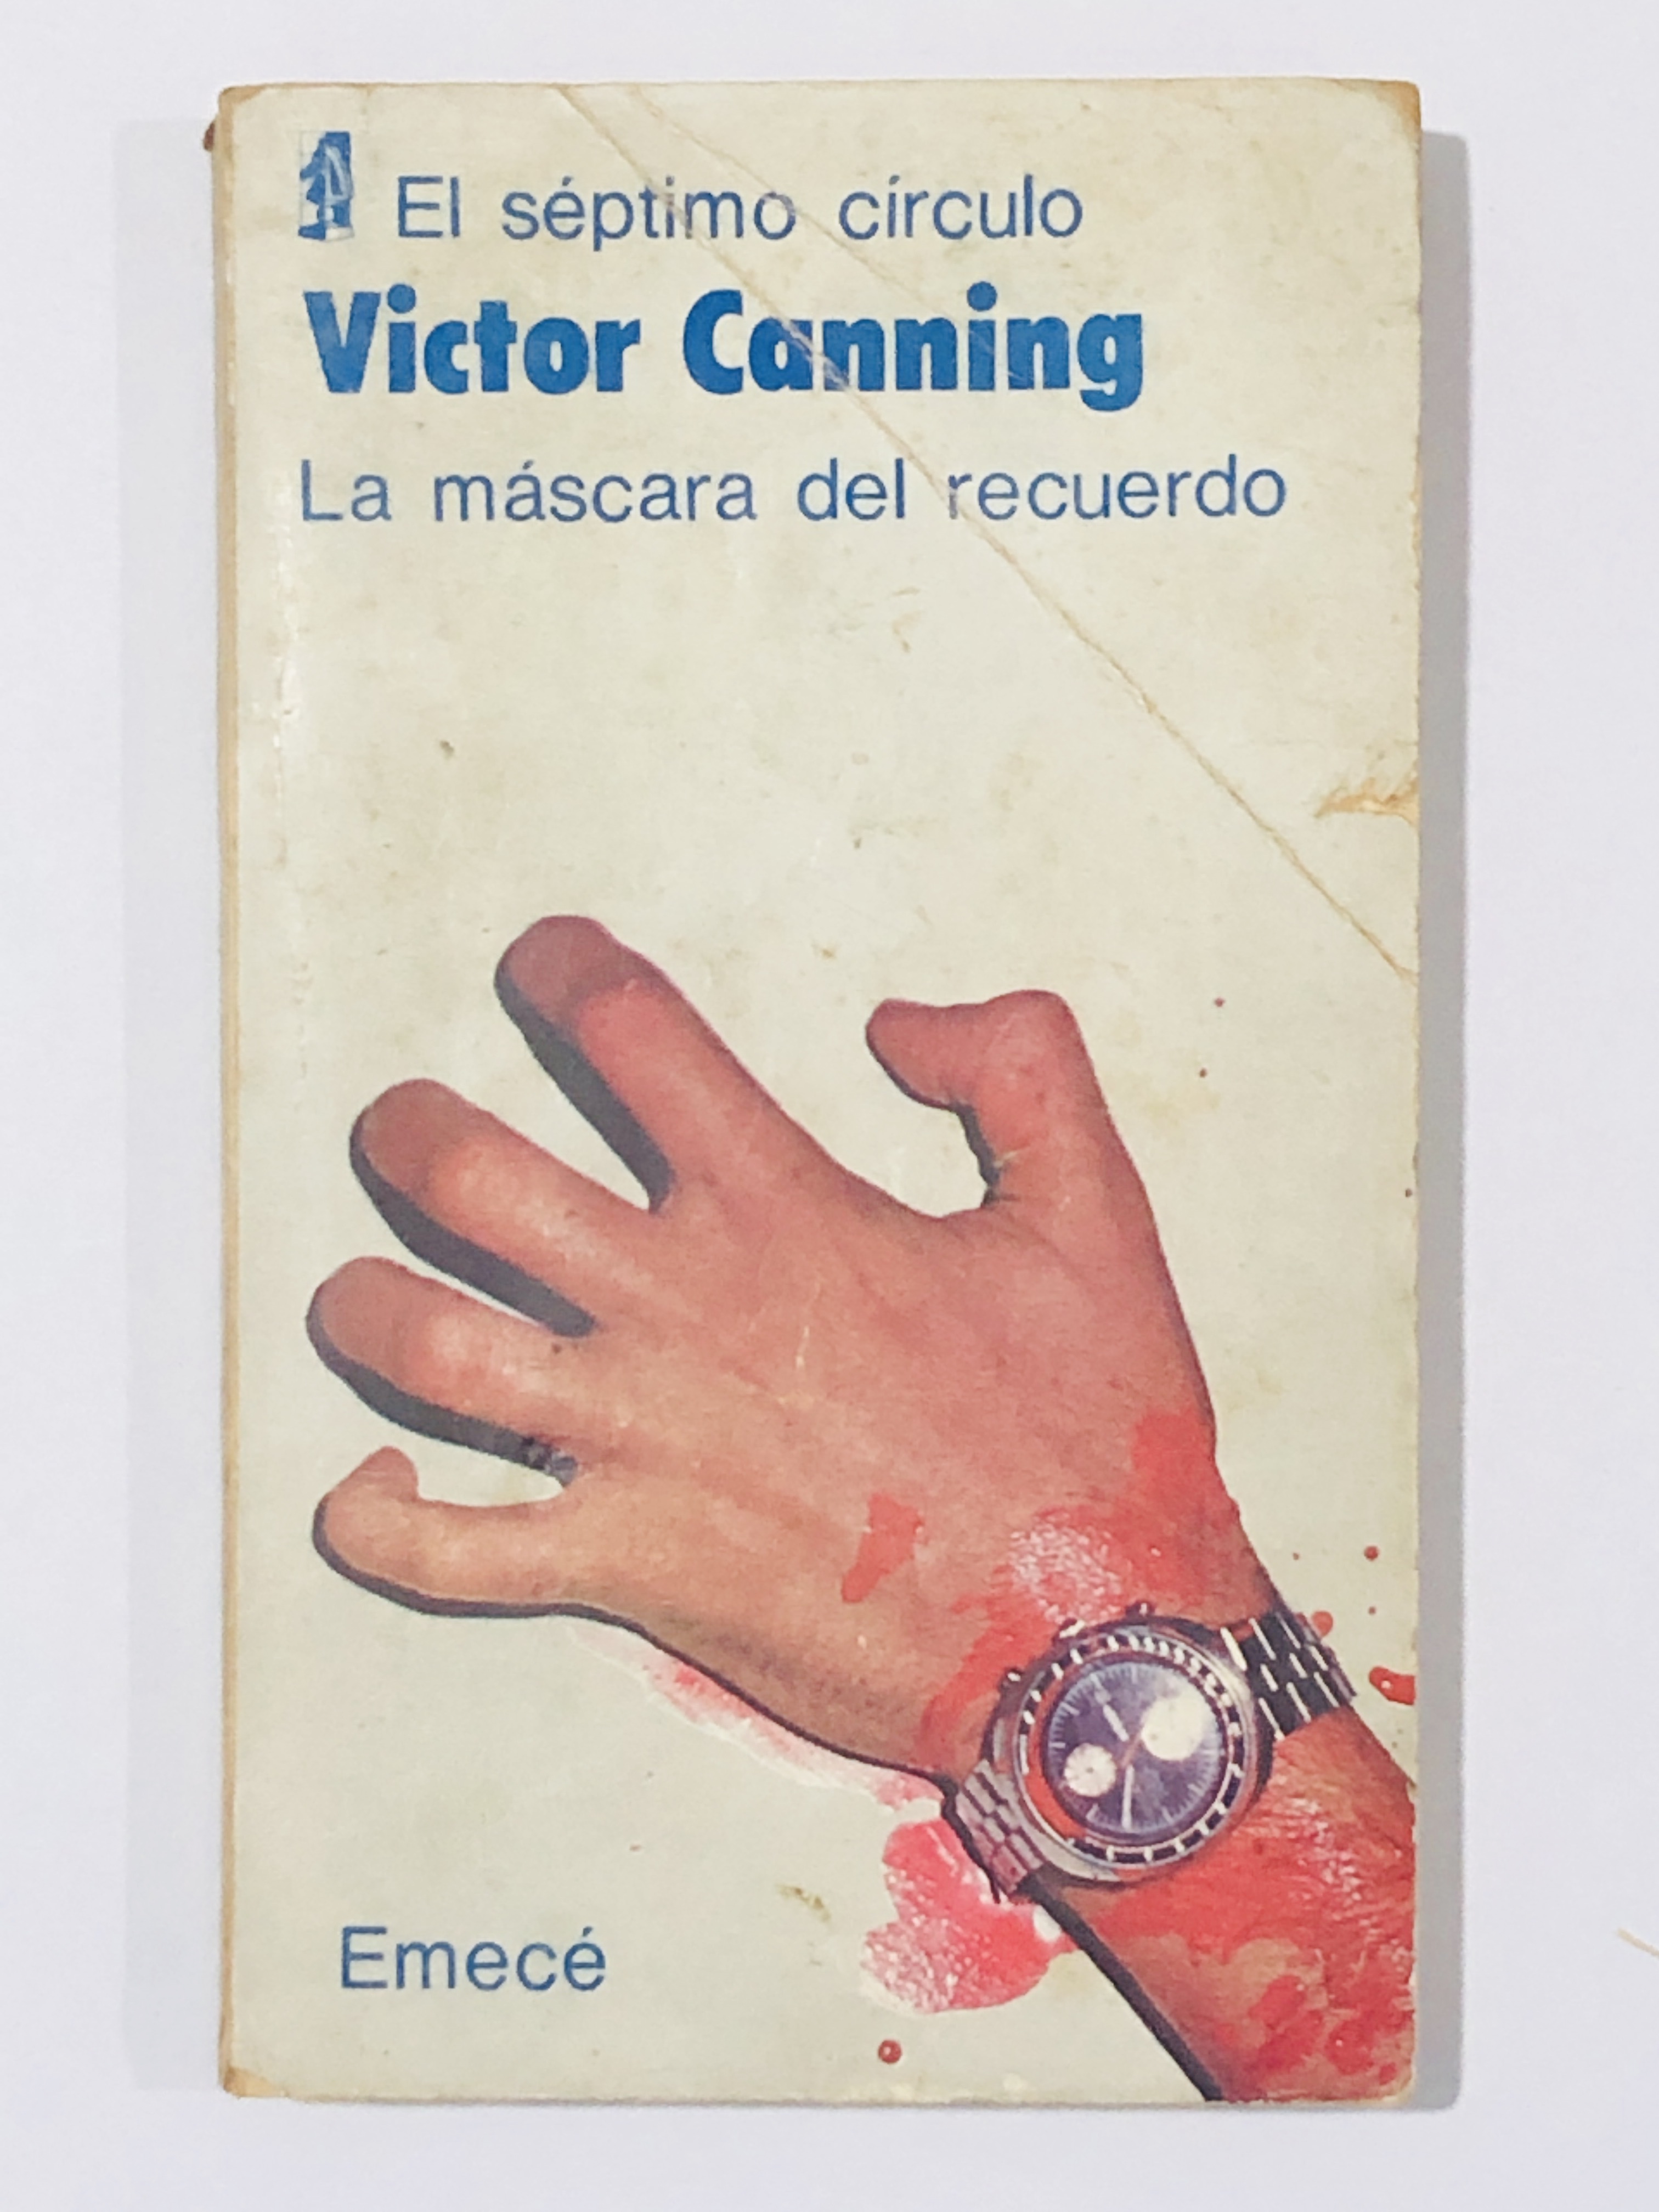 El séptimo círculo
Victor Canning
La máscara del recuerdo
Emecé